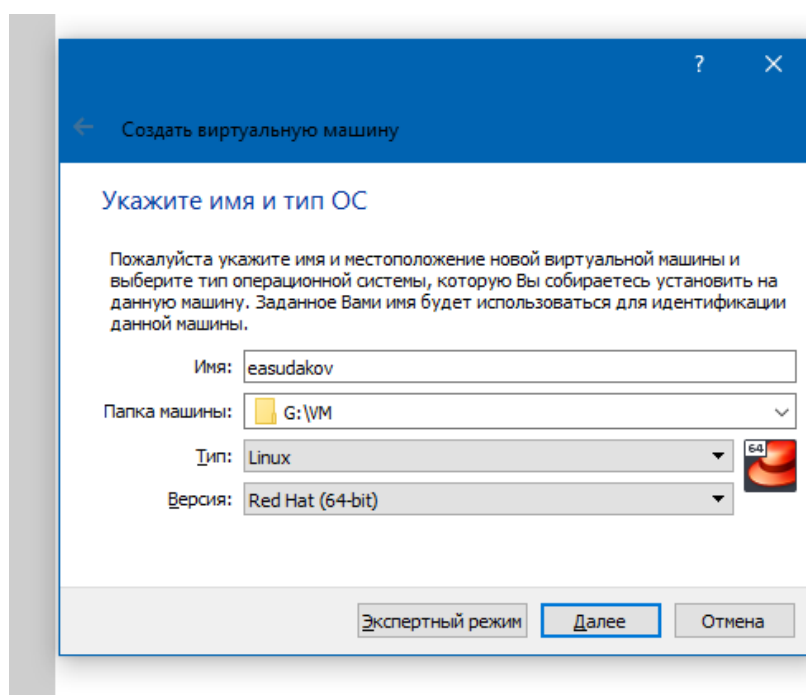 ?
Создать виртуальную машину
Укажите имя и тип ОС
Пожалуйста укажите имя и местоположение новой виртуальной машины и
выберите тип операционной системы, которую Вы собираетесь установить на
данную машину. Заданное Вами имя будет использоваться для идентификации
данной машины.
Имя: easudakov
Папка машины: G:\VM
Тип: Linux
64
Версия: Red Hat (64-bit)
Экспертный режим Далее Отмена